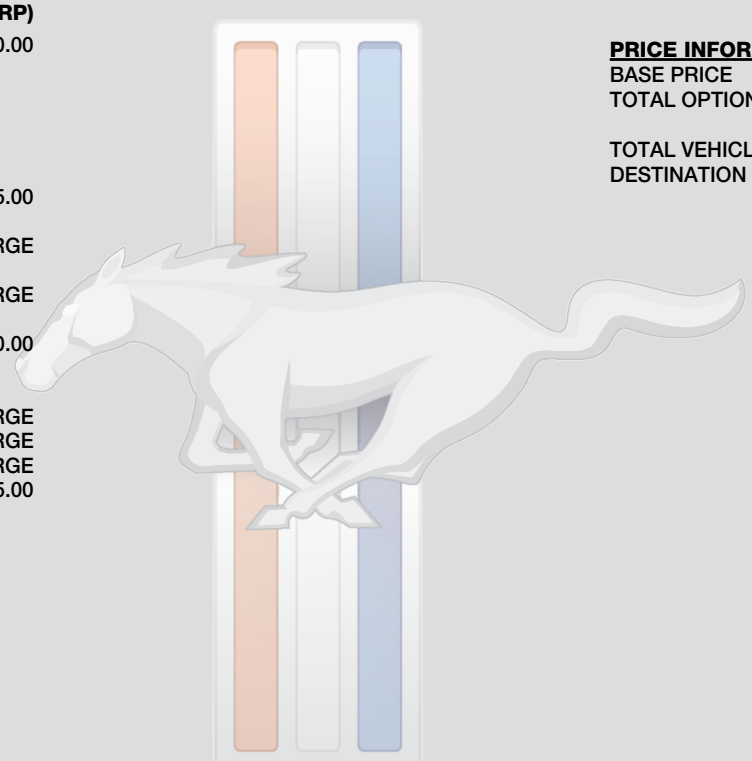 RP)
0.00
5.00
RGE
RGE
0.00
RGE
RGE
RGE
5.00
PRICE INFOR
BASE PRICE
TOTAL OPTION
TOTAL VEHICL
DESTINATION